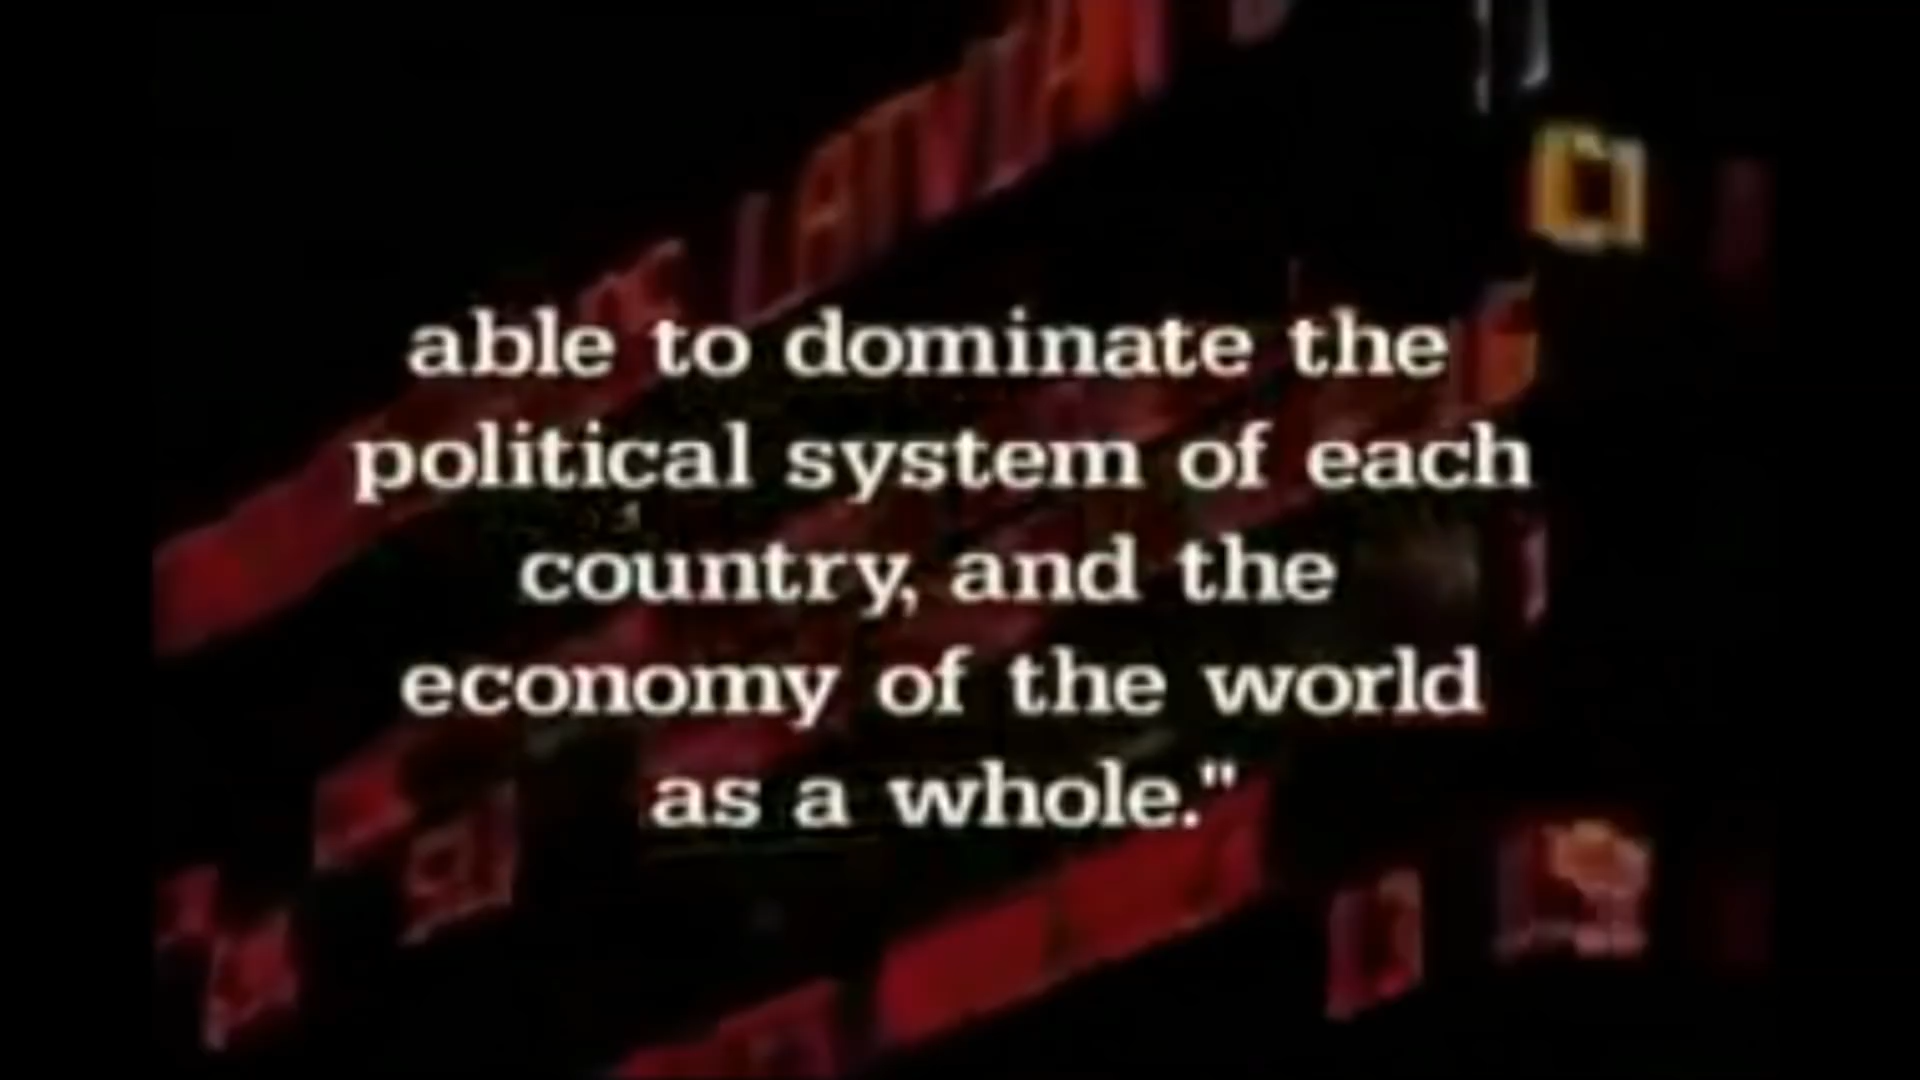 able to dominate the
political system of each
country, and the
economy of the world
as a whole."